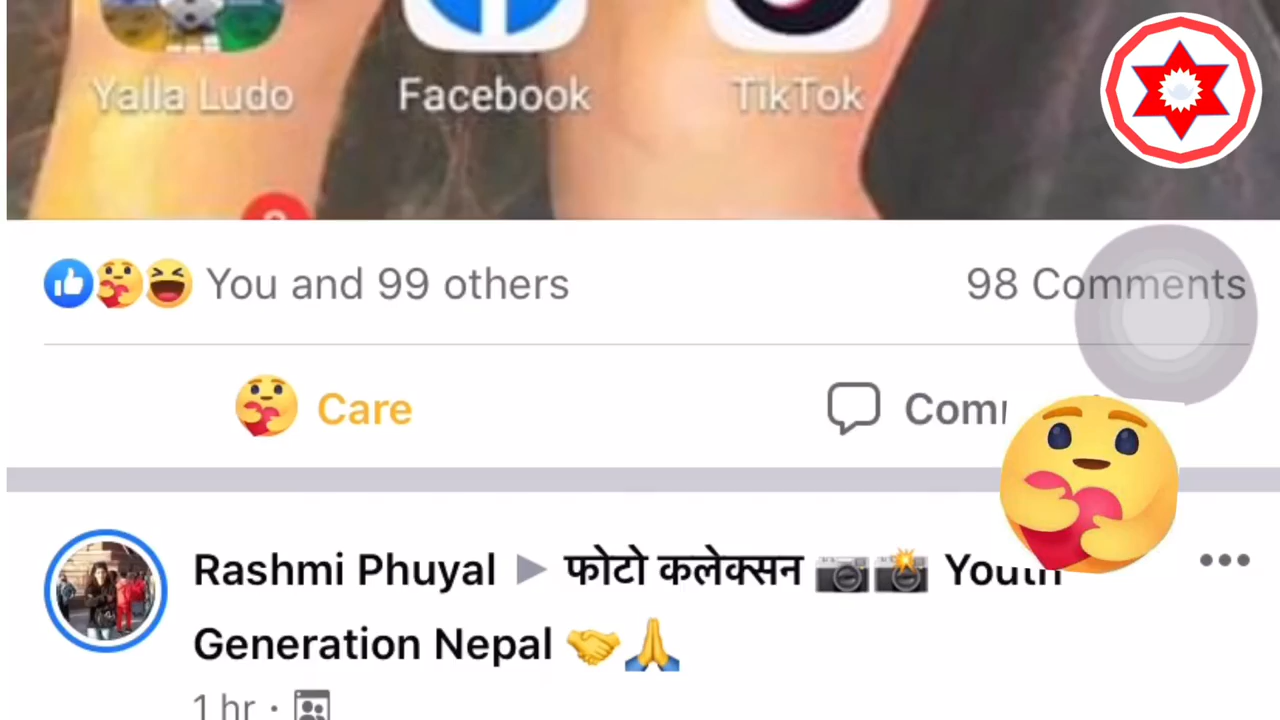 Yalla Ludo Facebook TikTok
You and 99 others 98 Comments
Care
Rashmi Phuyal ▶ फोटो कलेक्सन 📷📸 Youth
Generation Nepal 🤝🙏
1 hr ·